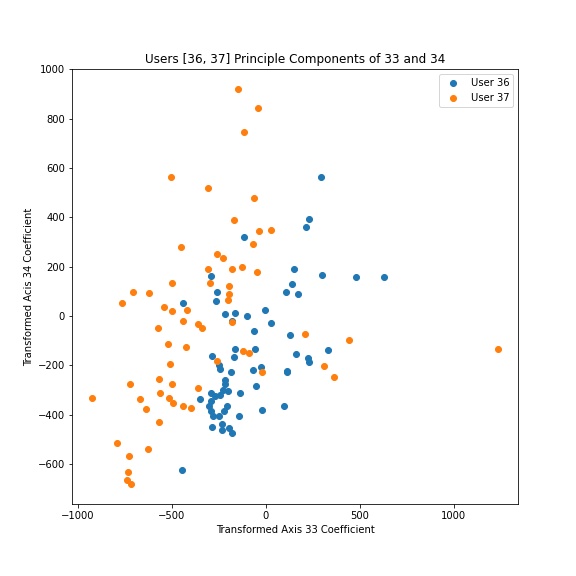 Users [36, 37] Principle Components of 33 and 34
1000
User 36
User 37
800
600
400
200
0
−200
−400
−600
Transformed Acis 34 Coefficient
−1000
−500
0
500
1000
Transformed Axis 33 Coefficient